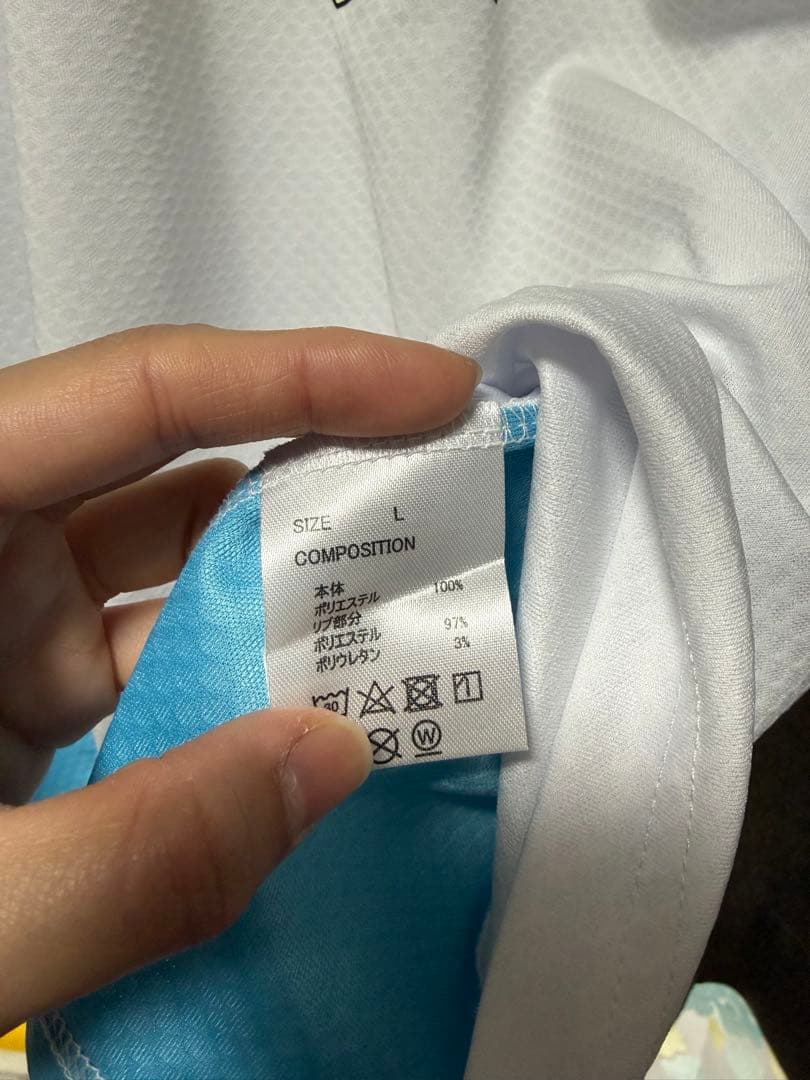 SIZE L
COMPOSITION
本体
ポリエステル 100%
リブ部分
ポリエステル 97%
ポリウレタン 3%
30
W